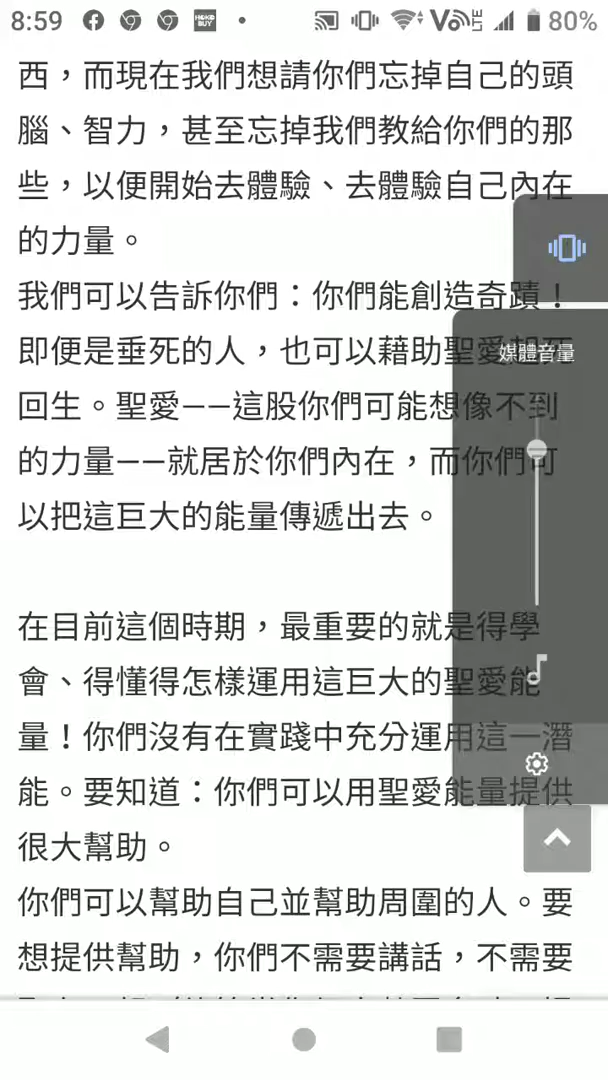 8:59
HOKO BUY
Vo LTE
80%
西，而現在我們想請你們忘掉自己的頭
腦、智力，甚至忘掉我們教給你們的那
些，以便開始去體驗、去體驗自己內在
的力量。
我們可以告訴你們：你們能創造奇蹟！
即便是垂死的人，也可以藉助聖愛起死
媒體音量
回生。聖愛——這股你們可能想像不到
的力量——就居於你們內在，而你們可
以把這巨大的能量傳遞出去。
在目前這個時期，最重要的就是得學
會、得懂得怎樣運用這巨大的聖愛能
量！你們沒有在實踐中充分運用這一潛
能。要知道：你們可以用聖愛能量提供
很大幫助。
你們可以幫助自己並幫助周圍的人。要
想提供幫助，你們不需要講話，不需要